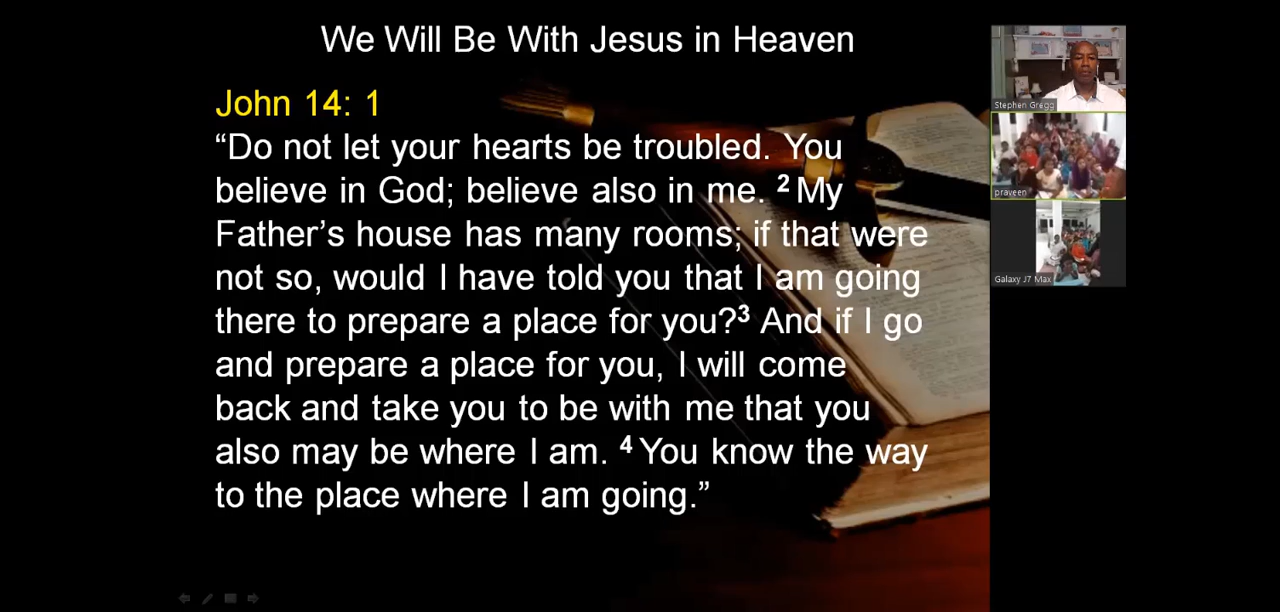 We Will Be With Jesus in Heaven
John 14: 1
“Do not let your hearts be troubled. You
believe in God; believe also in me. ² My
Father’s house has many rooms; if that were
not so, would I have told you that I am going
there to prepare a place for you?³ And if I go
and prepare a place for you, I will come
back and take you to be with me that you
also may be where I am. ⁴ You know the way
to the place where I am going.”
Stephen Gregg
praveen
Galaxy J7 Max